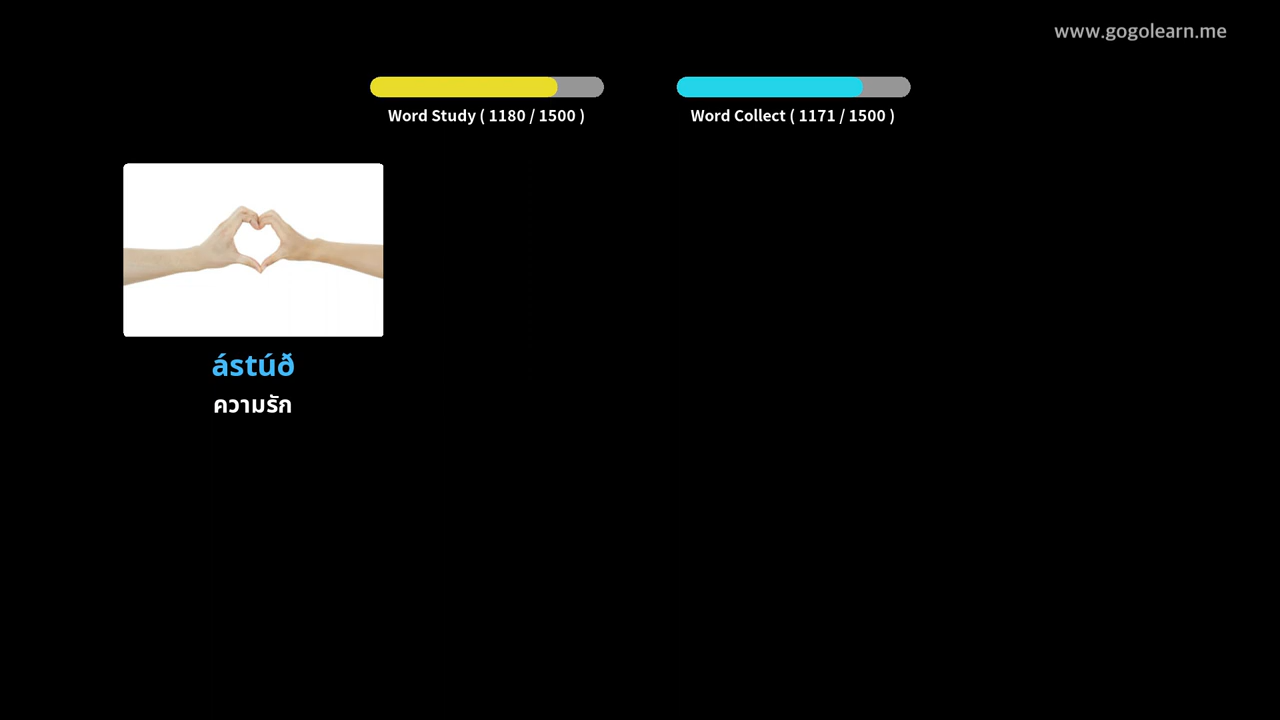 www.gogolearn.me
Word Study ( 1180 / 1500 )
Word Collect ( 1171 / 1500 )
ástúð
ความรัก